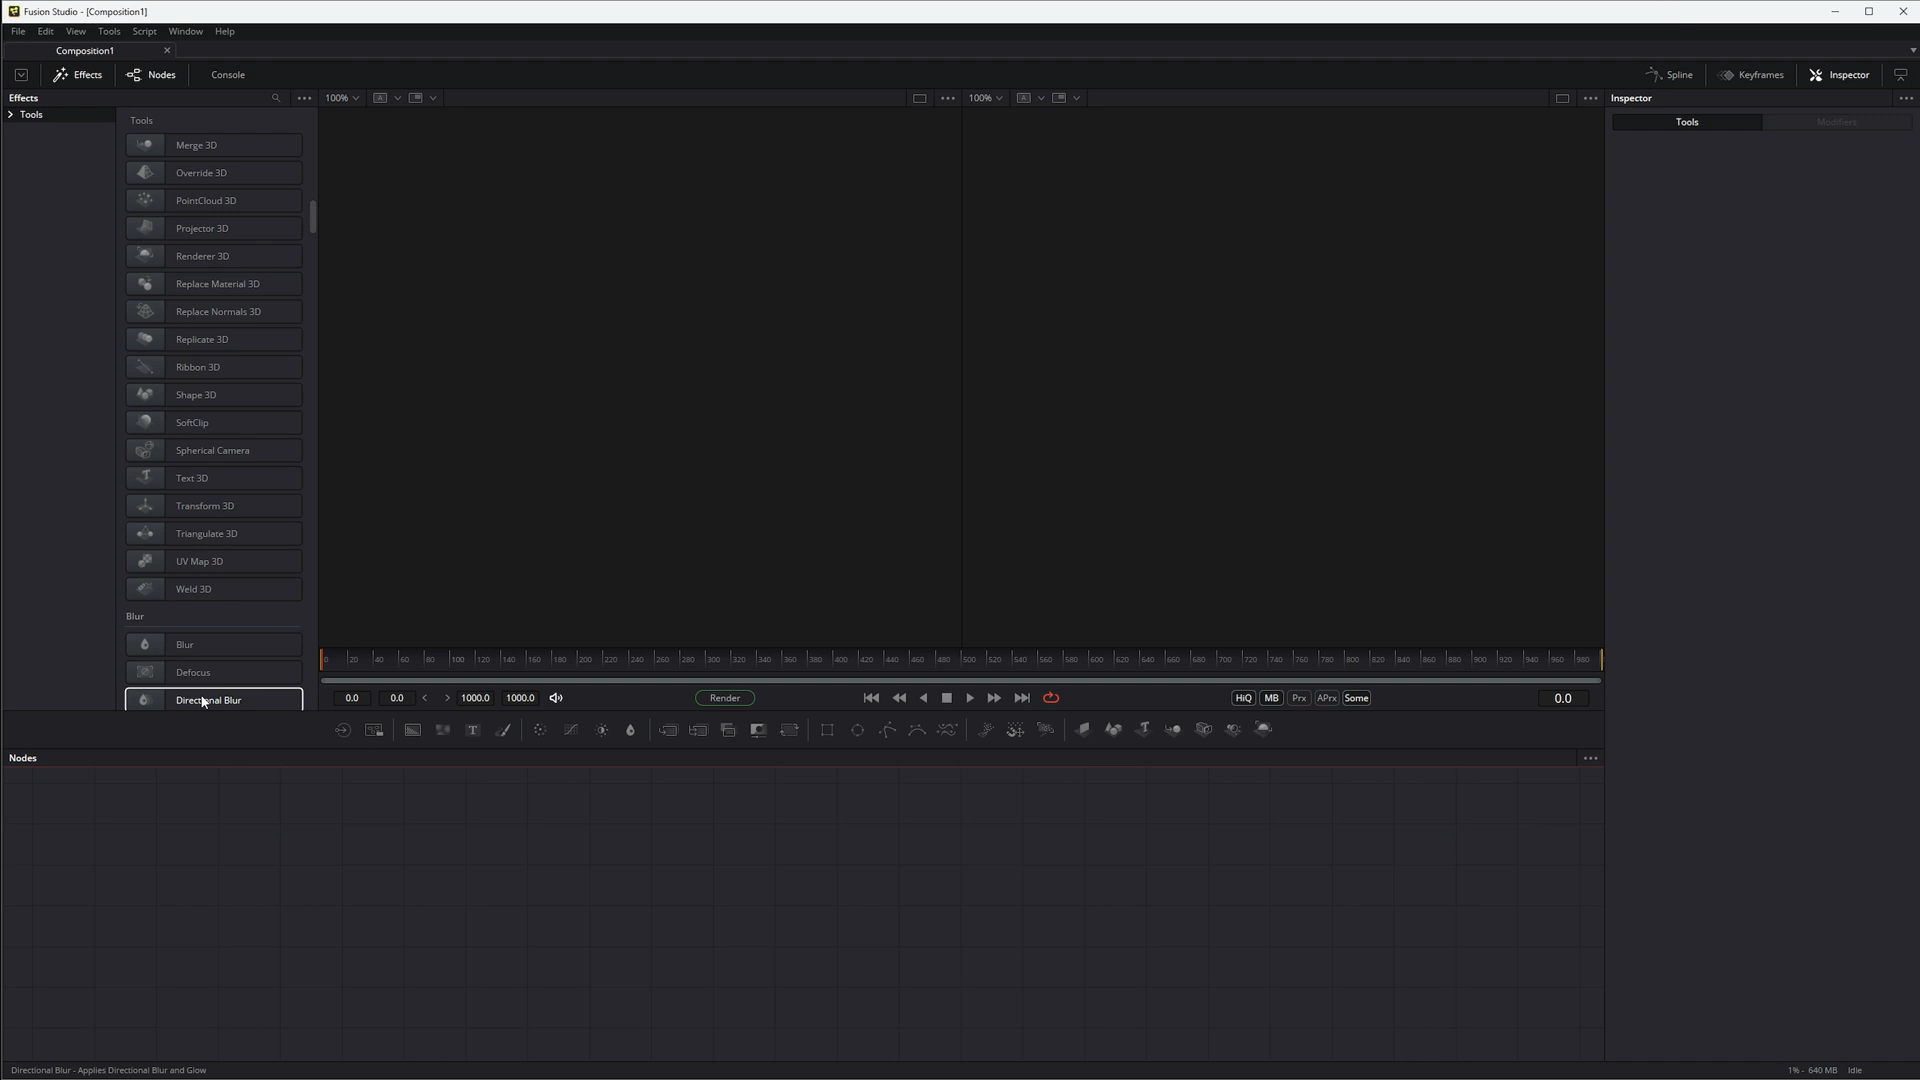 Fusion Studio - [Composition1]
File Edit View Tools Script Window Help
Composition1
Effects Nodes Console Spline Keyframes Inspector
Effects 100% 100% Inspector
Tools
Tools
Tools Modifiers
Merge 3D
Override 3D
PointCloud 3D
Projector 3D
Renderer 3D
Replace Material 3D
Replace Normals 3D
Replicate 3D
Ribbon 3D
Shape 3D
SoftClip
Spherical Camera
Text 3D
Transform 3D
Triangulate 3D
UV Map 3D
Weld 3D
Blur
Blur
Defocus
Directional Blur
0 20 40 60 80 100 120 140 160 180 200 220 240 260 280 300 320 340 360 380 400 420 440 460 480 500 520 540 560 580 600 620 640 660 680 700 720 740 760 780 800 820 840 860 880 900 920 940 960 980
0.0 0.0 < > 1000.0 1000.0 Render HiQ MB Prx APrx Some 0.0
Nodes
Directional Blur - Applies Directional Blur and Glow
1% - 640 MB Idle